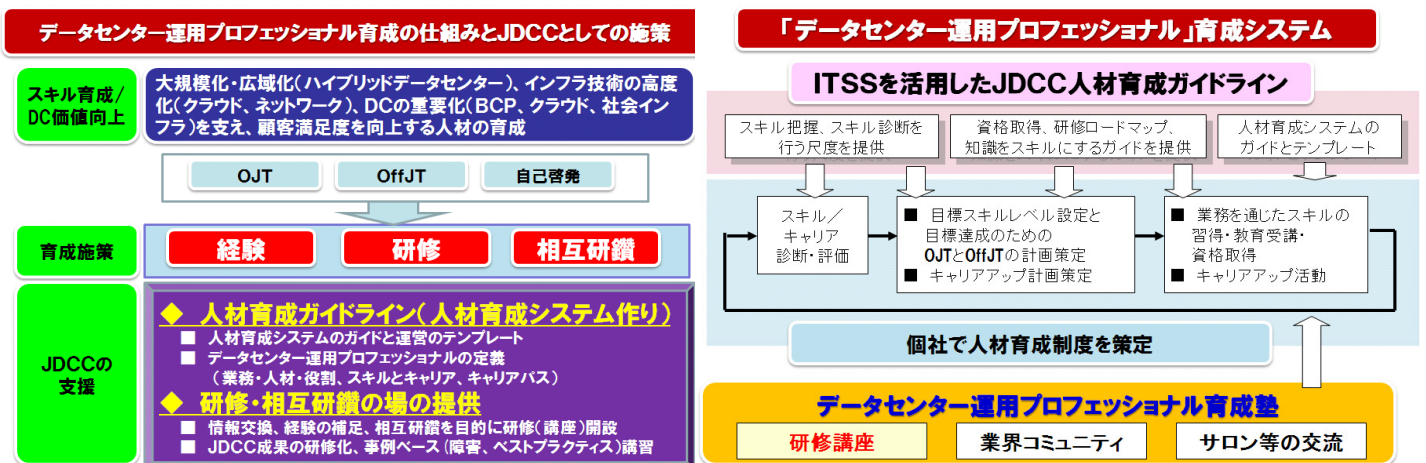 データセンター運用プロフェッショナル育成の仕組みとJDCCとしての施策
スキル育成/
DC価値向上
大規模化・広域化(ハイブリッドデータセンター)、インフラ技術の高度
化(クラウド、ネットワーク)、DCの重要化(BCP、クラウド、社会イン
フラ)を支え、顧客満足度を向上する人材の育成
OJT
OffJT
自己啓発
育成施策
経験
研修
相互研鑽
JDCCの
支援
◆ 人材育成ガイドライン(人材育成システム作り)
■ 人材育成システムのガイドと運営のテンプレート
■ データセンター運用プロフェッショナルの定義
(業務・人材・役割、スキルとキャリア、キャリアパス)
◆ 研修・相互研鑽の場の提供
■ 情報交換、経験の補足、相互研鑽を目的に研修(講座)開設
■ JDCC成果の研修化、事例ベース(障害、ベストプラクティス)講習
「データセンター運用プロフェッショナル」育成システム
ITSSを活用したJDCC人材育成ガイドライン
スキル把握、スキル診断を
行う尺度を提供
資格取得、研修ロードマップ、
知識をスキルにするガイドを提供
人材育成システムの
ガイドとテンプレート
スキル/
キャリア
診断・評価
■ 目標スキルレベル設定と
目標達成のための
OJTとOffJTの計画策定
■ キャリアアップ計画策定
■ 業務を通じたスキルの
習得・教育受講・
資格取得
■ キャリアアップ活動
個社で人材育成制度を策定
データセンター運用プロフェッショナル育成塾
研修講座
業界コミュニティ
サロン等の交流